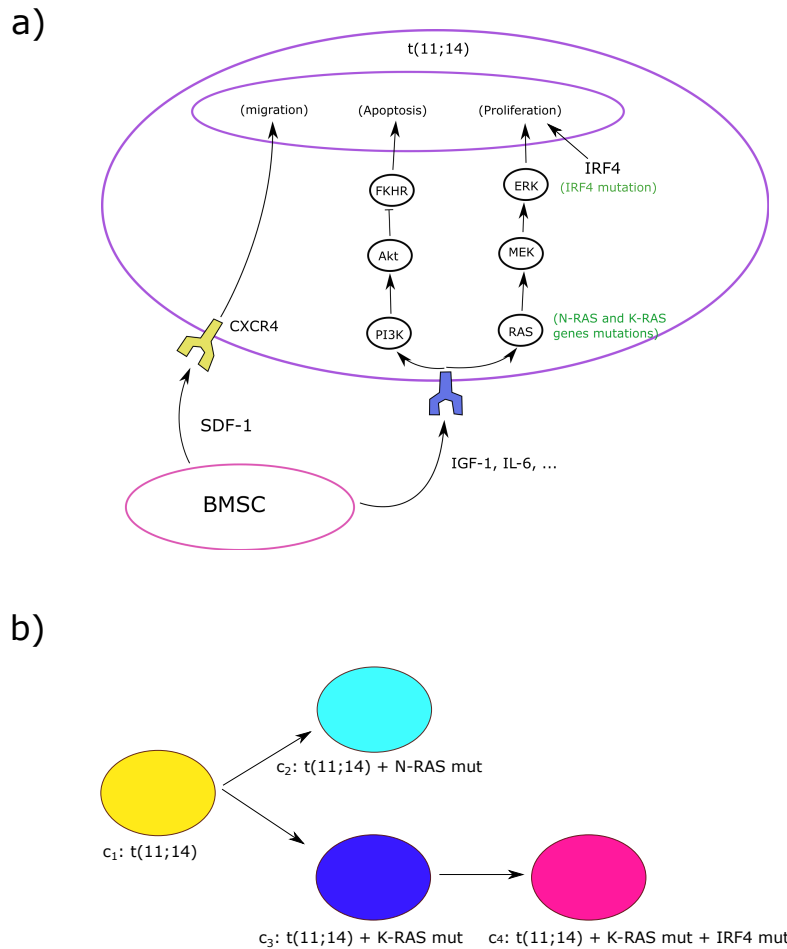 a)
t(11;14)
(migration)
(Apoptosis)
(Proliferation)
IRF4
(IRF4 mutation)
FKHR
ERK
Akt
MEK
CXCR4
PI3K
RAS
(N-RAS and K-RAS
genes mutations)
SDF-1
IGF-1, IL-6, ...
BMSC
b)
c₂: t(11;14) + N-RAS mut
c₁: t(11;14)
c₃: t(11;14) + K-RAS mut
c₄: t(11;14) + K-RAS mut + IRF4 mut